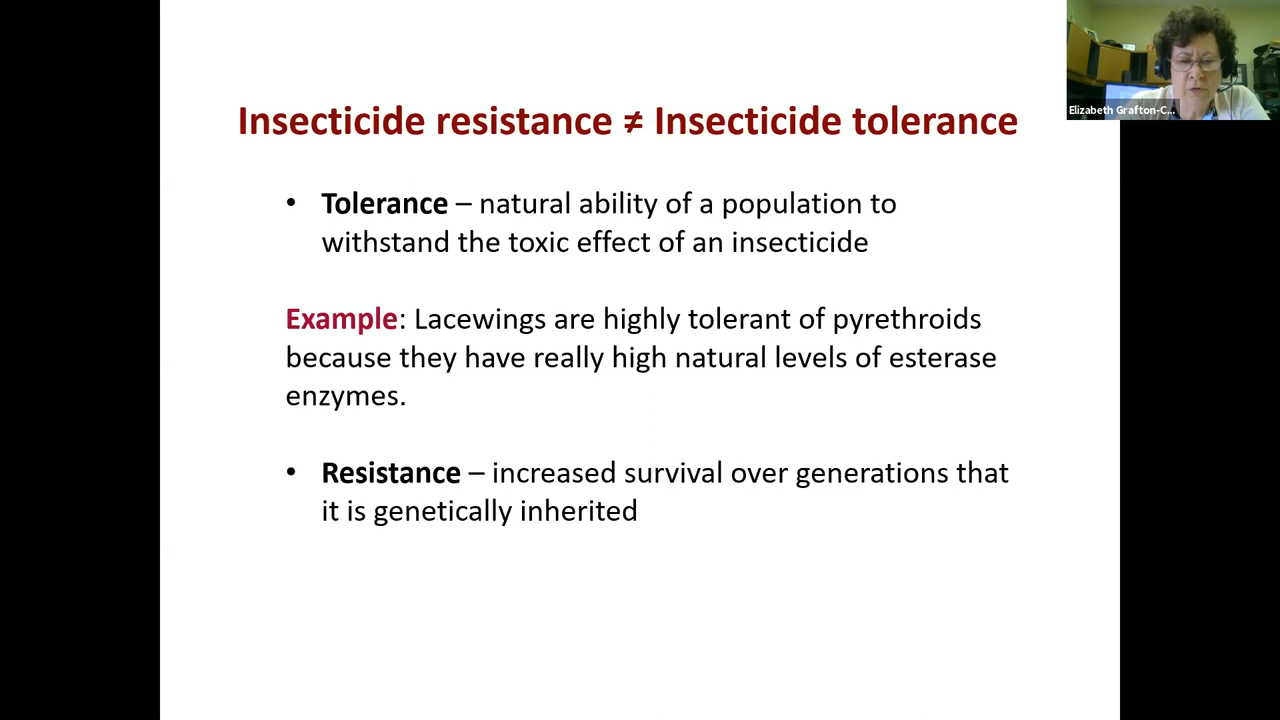 Elizabeth Grafton-C...
Insecticide resistance ≠ Insecticide tolerance
• Tolerance – natural ability of a population to
withstand the toxic effect of an insecticide
Example: Lacewings are highly tolerant of pyrethroids
because they have really high natural levels of esterase
enzymes.
• Resistance – increased survival over generations that
it is genetically inherited